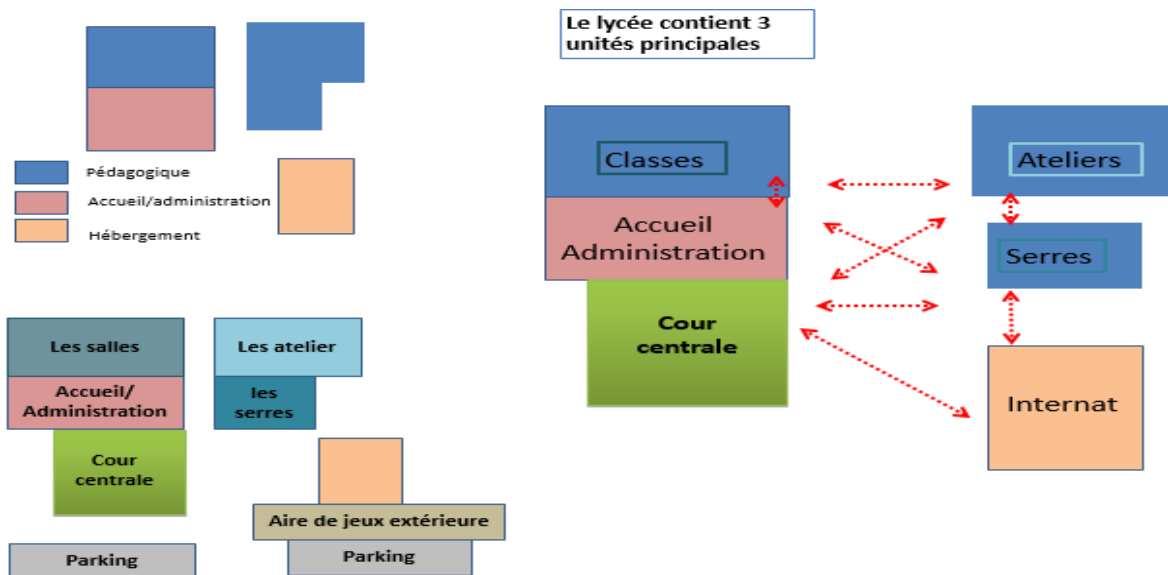 Le lycée contient 3
unités principales
Pédagogique
Accueil/administration
Hébergement
Classes
Accueil
Administration
Cour
centrale
Ateliers
Serres
Internat
Les salles
Accueil/
Administration
Cour
centrale
Les atelier
les
serres
Aire de jeux extérieure
Parking
Parking